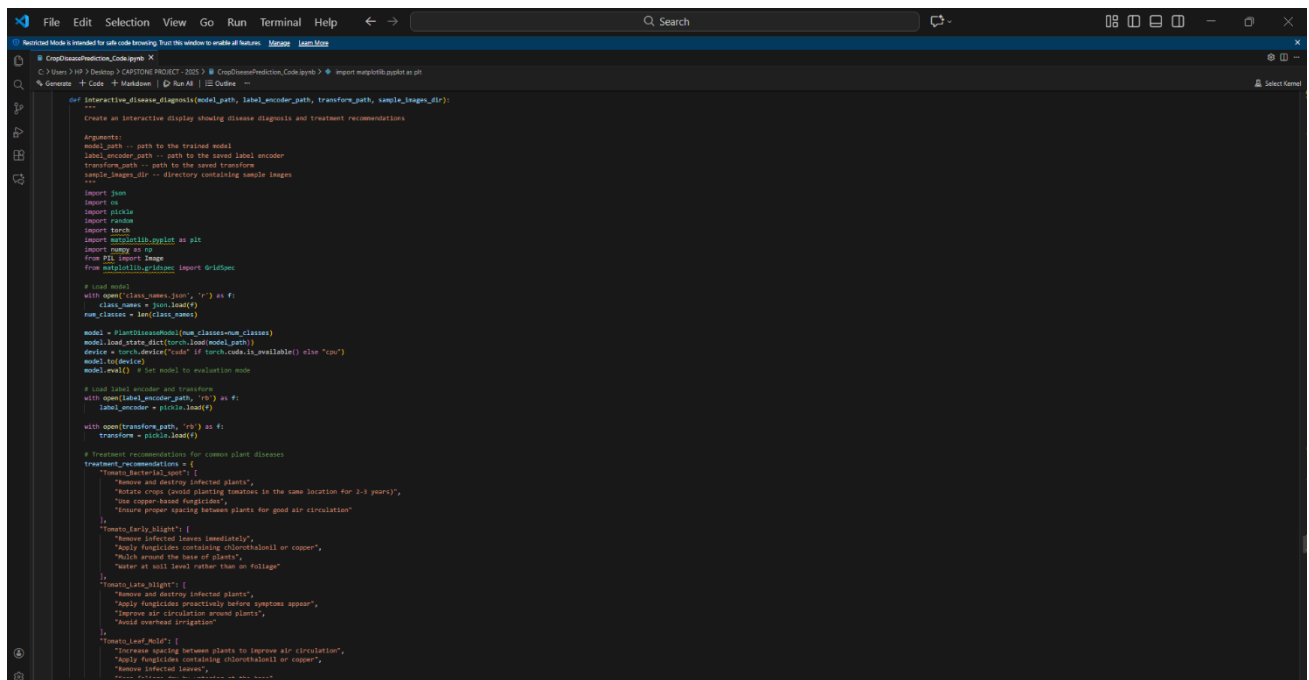 File Edit Selection View Go Run Terminal Help
Search
Restricted Mode is intended for safe code browsing. Trust this window to enable all features. Manage Learn More
CropDiseasePrediction_Code.ipynb
C: > Users > HP > Desktop > CAPSTONE PROJECT - 2025 > CropDiseasePrediction_Code.ipynb > import matplotlib.pyplot as plt
Generate + Code + Markdown | Run All | Outline ...
Select Kernel
def interactive_disease_diagnosis(model_path, label_encoder_path, transform_path, sample_images_dir):
"""
Create an interactive display showing disease diagnosis and treatment recommendations
Arguments:
model_path -- path to the trained model
label_encoder_path -- path to the saved label encoder
transform_path -- path to the saved transform
sample_images_dir -- directory containing sample images
"""
import json
import os
import pickle
import random
import torch
import matplotlib.pyplot as plt
import numpy as np
from PIL import Image
from matplotlib.gridspec import GridSpec
# Load model
with open('class_names.json', 'r') as f:
class_names = json.load(f)
num_classes = len(class_names)
model = PlantDiseaseModel(num_classes=num_classes)
model.load_state_dict(torch.load(model_path))
device = torch.device("cuda" if torch.cuda.is_available() else "cpu")
model.to(device)
model.eval() # Set model to evaluation mode
# Load label encoder and transform
with open(label_encoder_path, 'rb') as f:
label_encoder = pickle.load(f)
with open(transform_path, 'rb') as f:
transform = pickle.load(f)
# Treatment recommendations for common plant diseases
treatment_recommendations = {
"Tomato_Bacterial_spot": [
"Remove and destroy infected plants",
"Rotate crops (avoid planting tomatoes in the same location for 2-3 years)",
"Use copper-based fungicides",
"Ensure proper spacing between plants for good air circulation"
],
"Tomato_Early_blight": [
"Remove infected leaves immediately",
"Apply fungicides containing chlorothalonil or copper",
"Mulch around the base of plants",
"Water at soil level rather than on foliage"
],
"Tomato_Late_blight": [
"Remove and destroy infected plants",
"Apply fungicides proactively before symptoms appear",
"Improve air circulation around plants",
"Avoid overhead irrigation"
],
"Tomato_Leaf_Mold": [
"Increase spacing between plants to improve air circulation",
"Apply fungicides containing chlorothalonil or copper",
"Remove infected leaves",